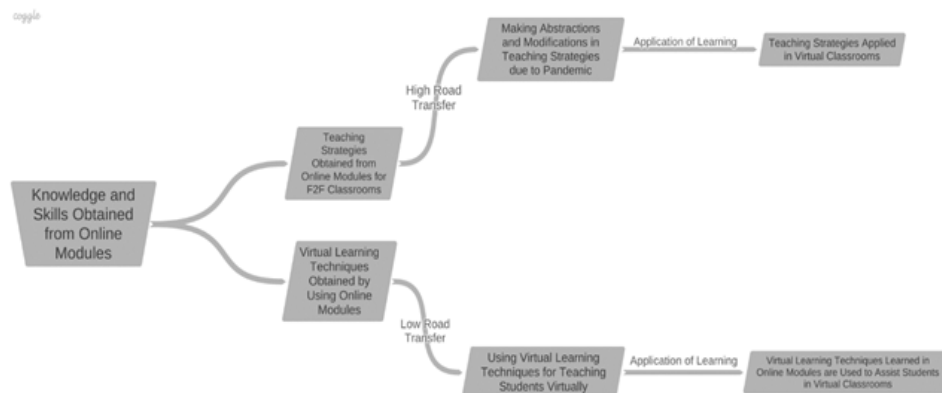 coggle
Making Abstractions
and Modifications in
Teaching Strategies
due to Pandemic
Application of Learning
Teaching Strategies Applied
in Virtual Classrooms
High Road
Transfer
Teaching
Strategies
Obtained from
Online Modules for
F2F Classrooms
Knowledge and
Skills Obtained
from Online
Modules
Virtual Learning
Techniques
Obtained by
Using Online
Modules
Low Road
Transfer
Using Virtual Learning
Techniques for Teaching
Students Virtually
Application of Learning
Virtual Learning Techniques Learned in
Online Modules are Used to Assist Students
in Virtual Classrooms